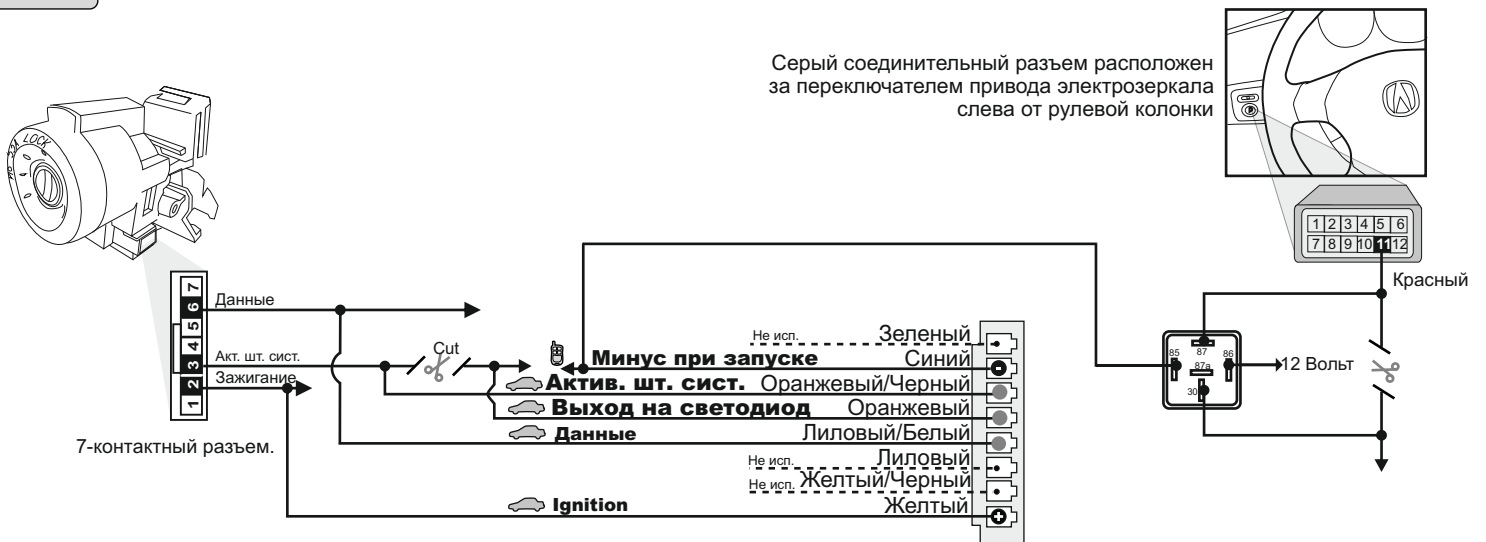 Серый соединительный разъем расположен
за переключателем привода электрозеркала
слева от рулевой колонки
LOCK
1 2 3 4 5 6
7 8 9 10 11 12
Красный
7
6
5
4
3
2
1
Данные
Акт. шт. сист.
Зажигание
Cut
7-контактный разъем.
Не исп. Зеленый
Минус при запуске Синий
Актив. шт. сист. Оранжевый/Черный
Выход на светодиод Оранжевый
Данные Лиловый/Белый
Не исп. Лиловый
Не исп. Желтый/Черный
Ignition Желтый
85 87 86
87a
30
12 Вольт